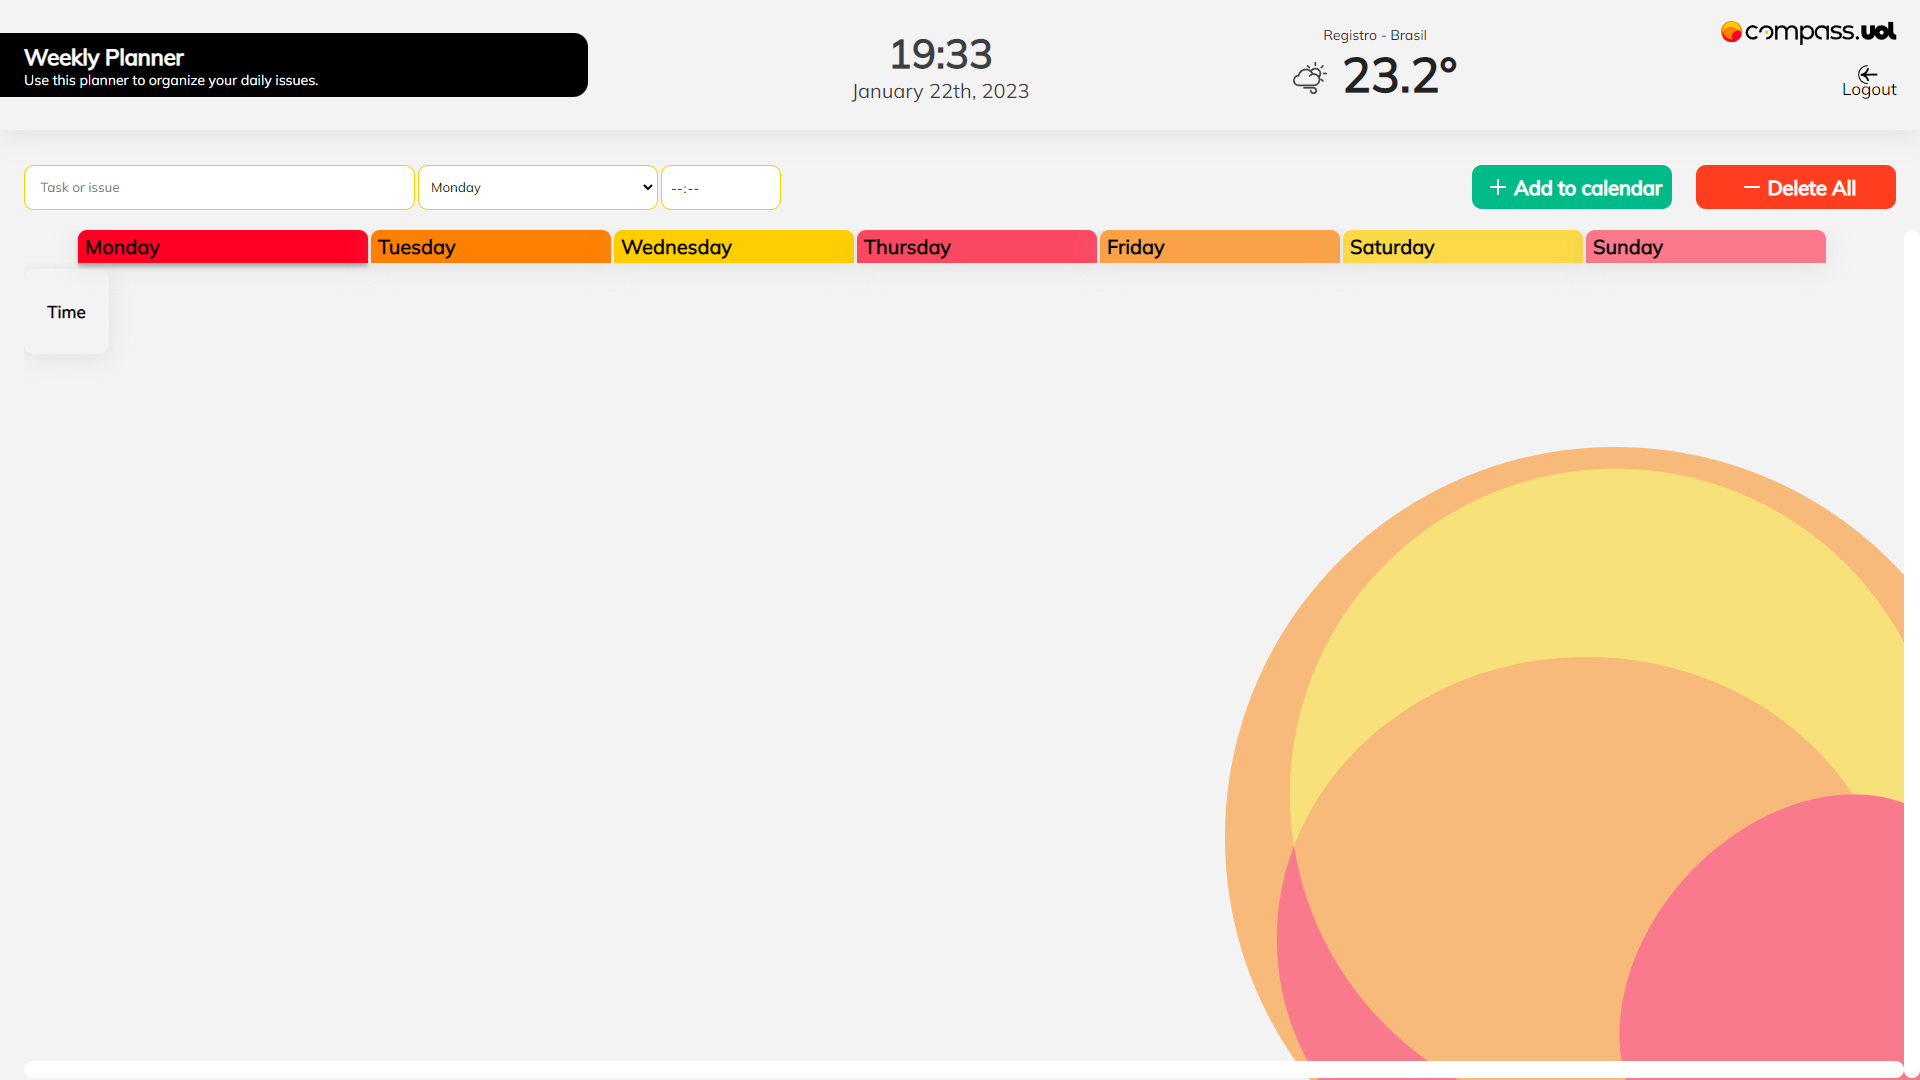 Weekly Planner
Use this planner to organize your daily issues.
19:33
January 22th, 2023
Registro - Brasil
23.2°
compass.uol
Logout
Task or issue
Monday
--:--
Add to calendar
Delete All
Monday
Tuesday
Wednesday
Thursday
Friday
Saturday
Sunday
Time